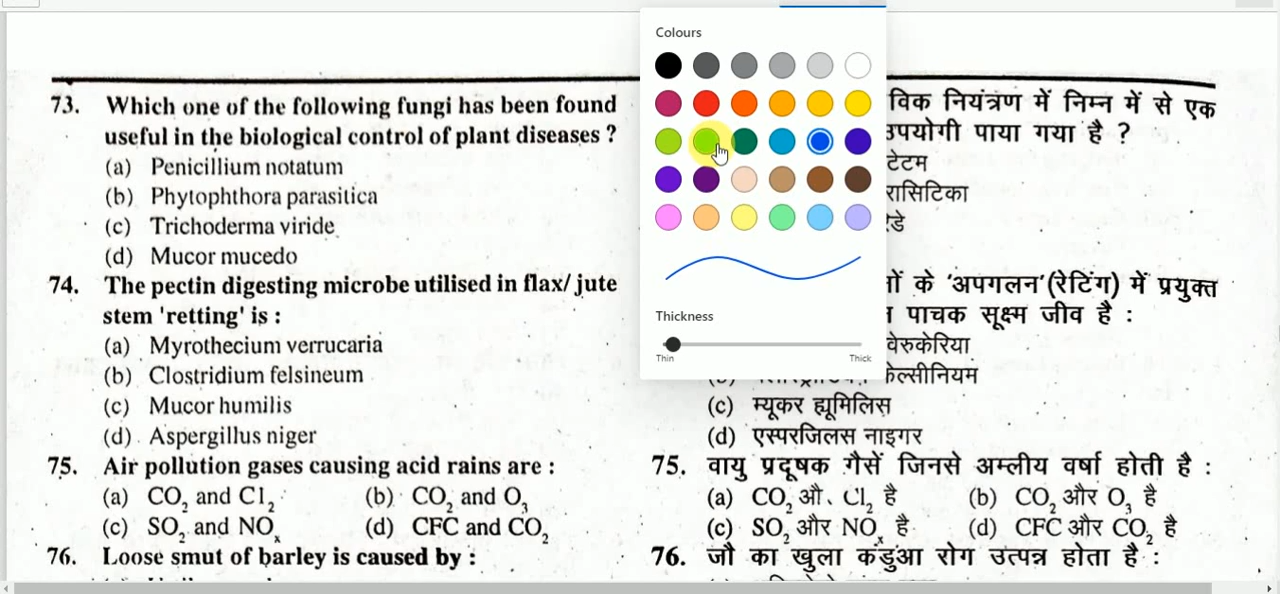 73. Which one of the following fungi has been found
useful in the biological control of plant diseases ?
(a) Penicillium notatum
(b) Phytophthora parasitica
(c) Trichoderma viride
(d) Mucor mucedo
74. The pectin digesting microbe utilised in flax/jute
stem 'retting' is :
(a) Myrothecium verrucaria
(b) Clostridium felsineum
(c) Mucor humilis
(d) Aspergillus niger
75. Air pollution gases causing acid rains are :
(a) CO₂ and Cl₂ (b) CO₂ and O₃
(c) SO₂ and NOₓ (d) CFC and CO₂
76. Loose smut of barley is caused by :
Colours
Thickness
Thin Thick
नियंत्रण में निम्न में से एक
उपयोगी पाया गया है ?
के 'अपगलन' (रेटिंग) में प्रयुक्त
पाचक सूक्ष्म जीव है :
(c) म्यूकर ह्यूमिलिस
(d) एस्परजिलस नाइगर
75. वायु प्रदूषक गैसें जिनसे अम्लीय वर्षा होती है :
(a) CO₂ औ. Cl₂ है (b) CO₂ और O₃ है
(c) SO₂ और NOₓ है (d) CFC और CO₂ है
76. जौ का खुला कंडुआ रोग उत्पन्न होता है :